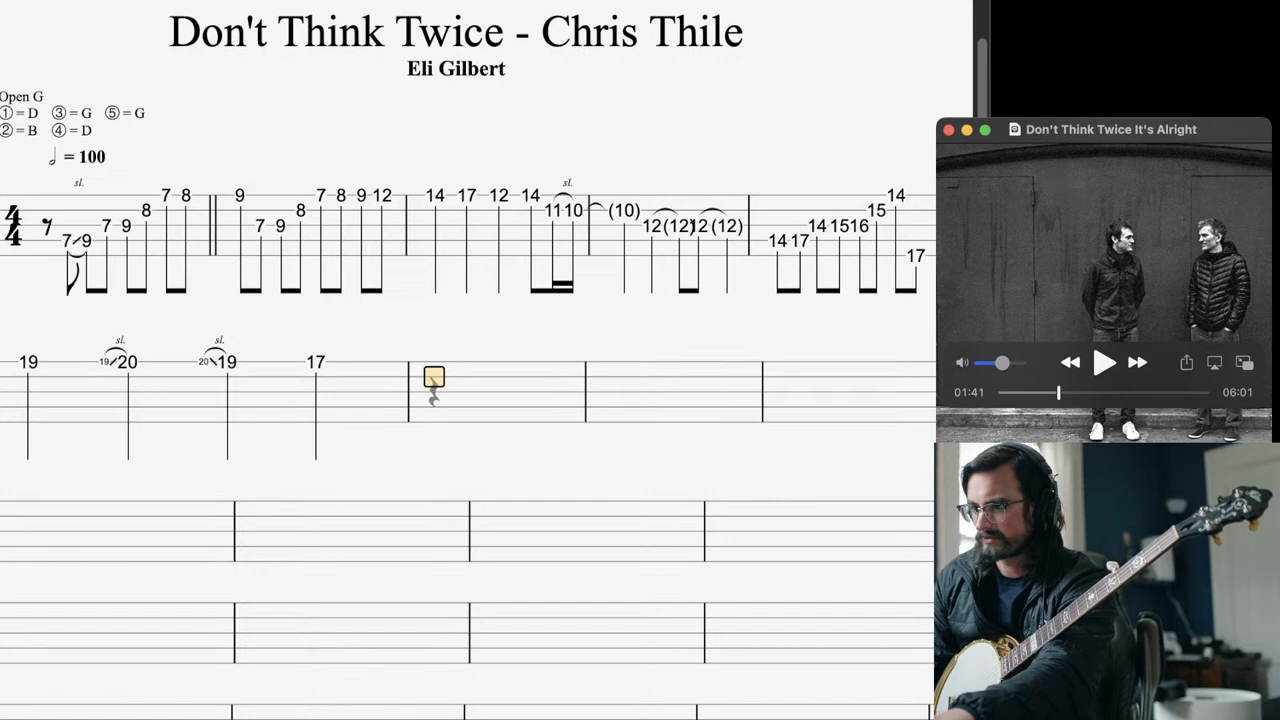 Don't Think Twice - Chris Thile
Eli Gilbert
Open G
①= D ③= G ⑤= G
②= B ④= D
= 100
sl. sl.
4 4
7 9 7 9 8 7 8 9 7 9 8 7 8 9 12 14 17 12 14 11 10 (10) 12 (12) 12 (12) 14 17 14 15 16 15 14 17
sl. sl.
19 19 20 20 19 17
Don't Think Twice It's Alright
01:41 06:01